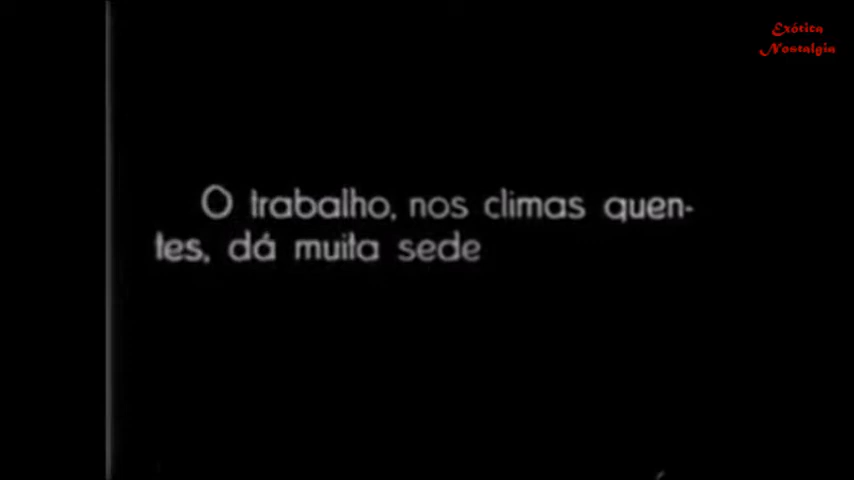 Exótica
Nostalgia
O trabalho, nos climas quen-
tes, dá muita sede